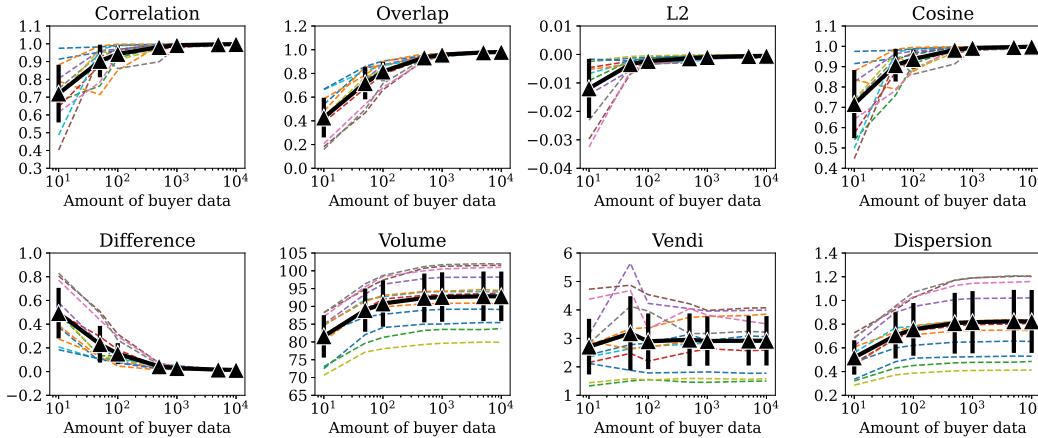 Correlation
1.1
1.0
0.9
0.8
0.7
0.6
0.5
0.4
0.3
10¹ 10² 10³ 10⁴
Amount of buyer data
Overlap
1.2
1.0
0.8
0.6
0.4
0.2
0.0
10¹ 10² 10³ 10⁴
Amount of buyer data
L2
0.01
0.00
−0.01
−0.02
−0.03
−0.04
10¹ 10² 10³ 10⁴
Amount of buyer data
Cosine
1.1
1.0
0.9
0.8
0.7
0.6
0.5
0.4
10¹ 10² 10³ 10⁴
Amount of buyer data
Difference
1.0
0.8
0.6
0.4
0.2
0.0
−0.2
10¹ 10² 10³ 10⁴
Amount of buyer data
Volume
105
100
95
90
85
80
75
70
65
10¹ 10² 10³ 10⁴
Amount of buyer data
Vendi
6
5
4
3
2
1
10¹ 10² 10³ 10⁴
Amount of buyer data
Dispersion
1.4
1.2
1.0
0.8
0.6
0.4
0.2
10¹ 10² 10³ 10⁴
Amount of buyer data